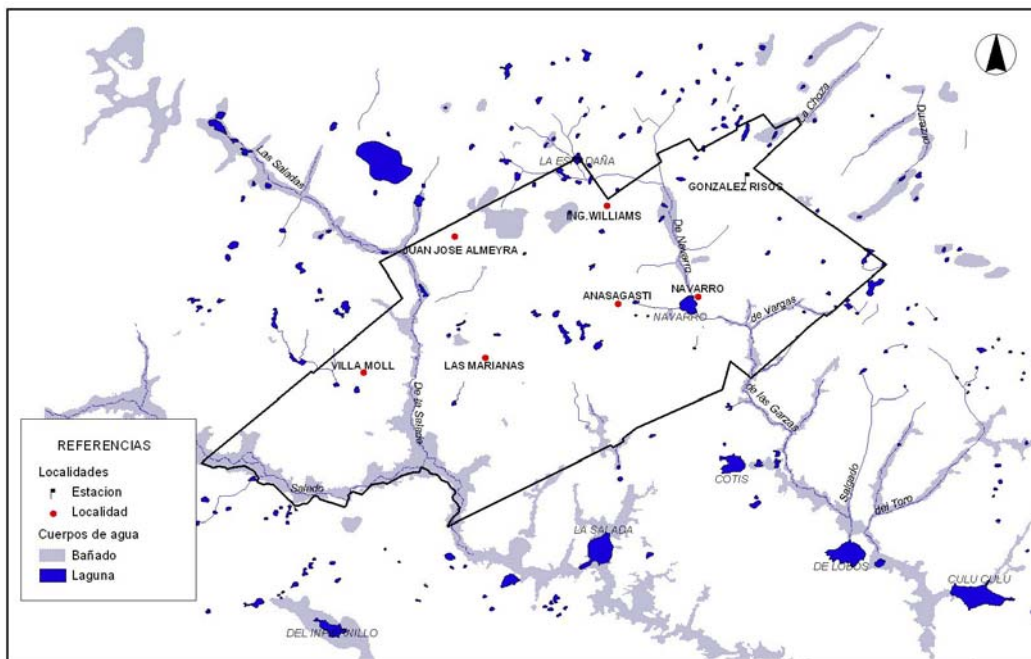 La Choza
Durazno
Las Saladas
LA ESPADAÑA
GONZALEZ RISOS
ING.WILLIAMS
De Navarro
JUAN JOSE ALMEYRA
ANASAGASTI
NAVARRO
NAVARRO
de Vargas
VILLA MOLL
LAS MARIANAS
De la Salado
de las Garzas
REFERENCIAS
Localidades
Estacion
Localidad
Cuerpos de agua
Bañado
Laguna
Salado
COTIS
Salgado
del Toro
LA SALADA
DE LOBOS
CULU CULU